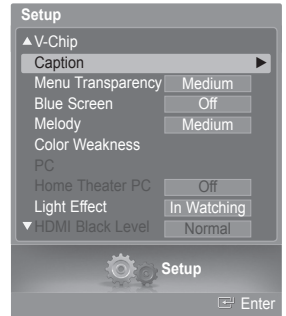 Setup
▲V-Chip
Caption ▶
Menu Transparency Medium
Blue Screen Off
Melody Medium
Color Weakness
PC
Home Theater PC Off
Light Effect In Watching
▼HDMI Black Level Normal
Setup
Enter